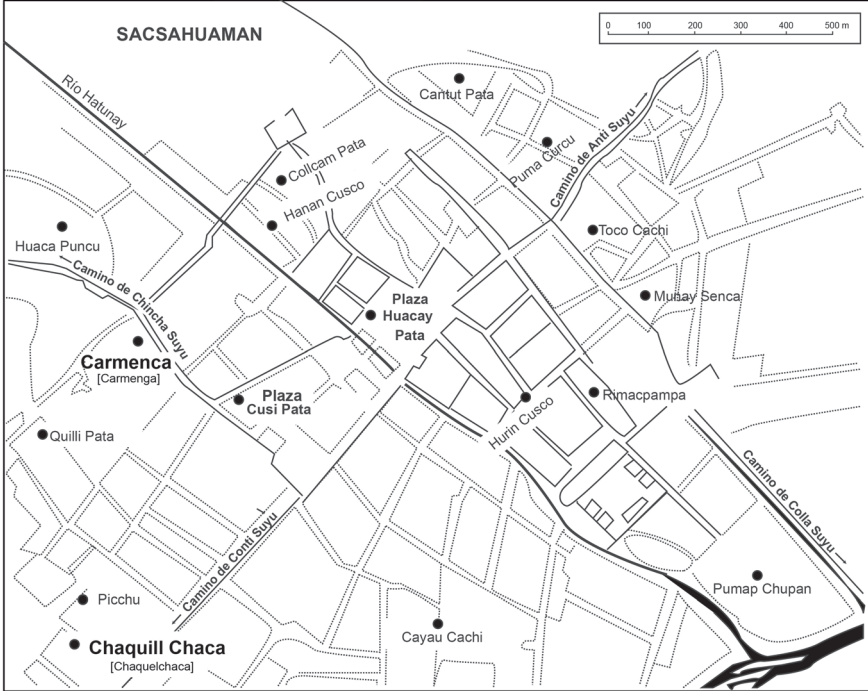 SACSAHUAMAN
0 100 200 300 400 500 m
Río Hatunay
Cantut Pata
Camino de Anti Suyu
Puma Curcu
Collcam Pata
Hanan Cusco
Huaca Puncu
Toco Cachi
Camino de Chincha Suyu
Munay Senca
Plaza
Huacay
Pata
Carmenca
[Carmenga]
Plaza
Cusi Pata
Rimacpampa
Hurin Cusco
Quilli Pata
Camino de Colla Suyu
Camino de Conti Suyu
Pumap Chupan
Picchu
Cayau Cachi
Chaquill Chaca
[Chaquelchaca]